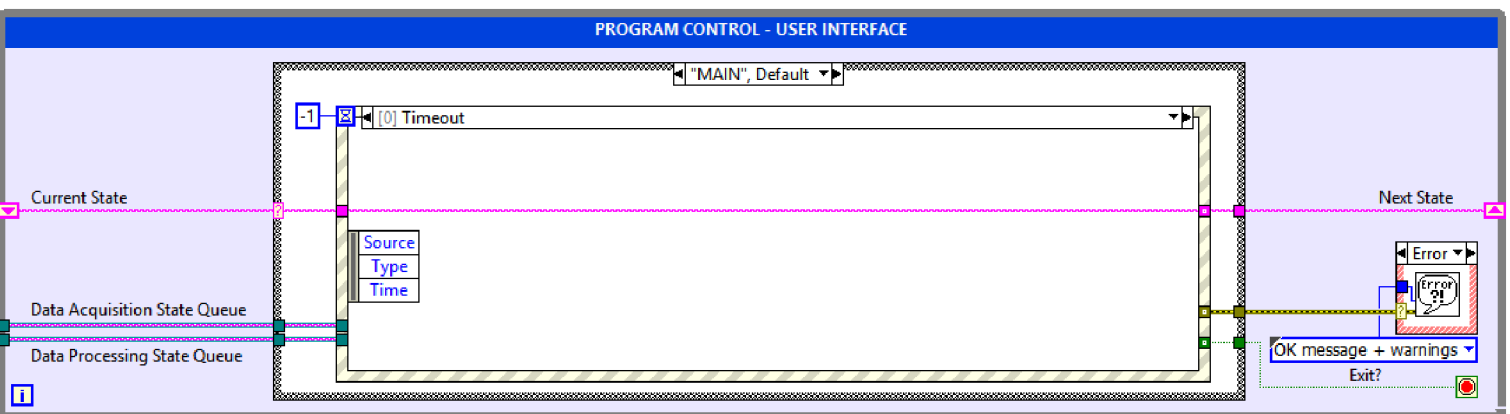 PROGRAM CONTROL - USER INTERFACE
"MAIN", Default
-1
[0] Timeout
Current State
Next State
Source
Type
Time
Error
Error
?!
Data Acquisition State Queue
Data Processing State Queue
OK message + warnings
Exit?
i
?
?